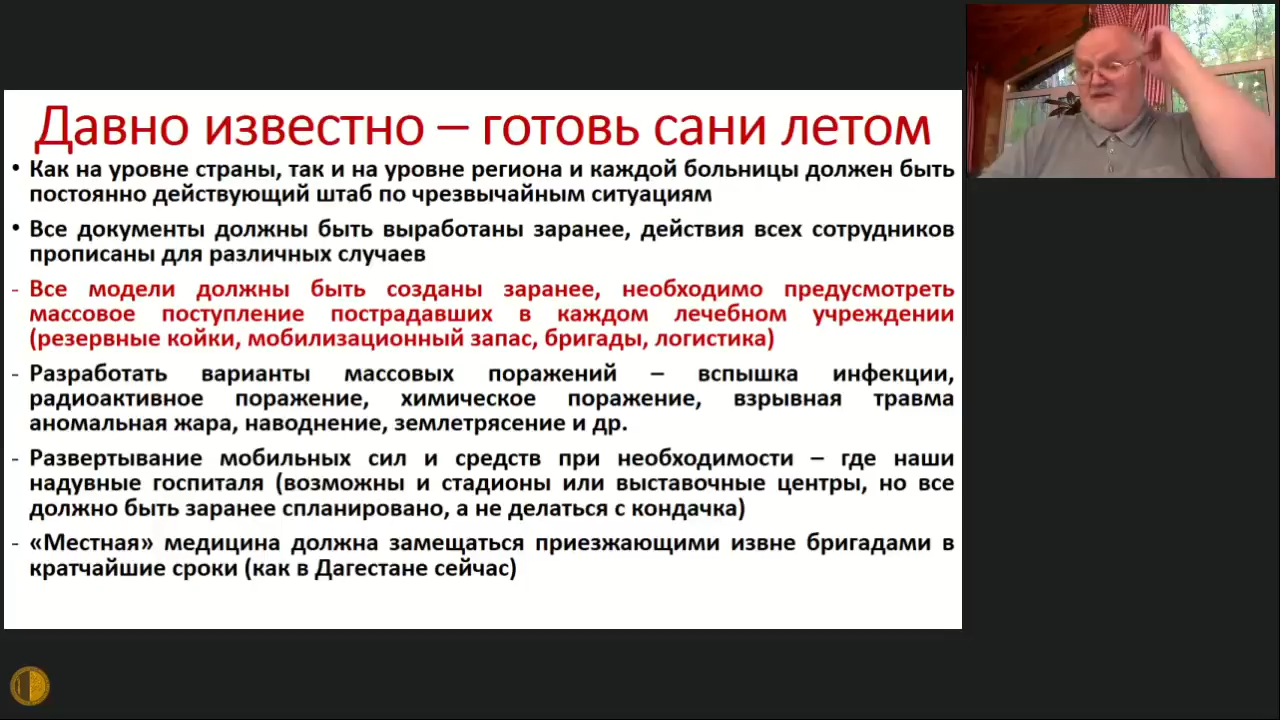 Давно известно – готовь сани летом
• Как на уровне страны, так и на уровне региона и каждой больницы должен быть
постоянно действующий штаб по чрезвычайным ситуациям
• Все документы должны быть выработаны заранее, действия всех сотрудников
прописаны для различных случаев
- Все модели должны быть созданы заранее, необходимо предусмотреть
массовое поступление пострадавших в каждом лечебном учреждении
(резервные койки, мобилизационный запас, бригады, логистика)
- Разработать варианты массовых поражений – вспышка инфекции,
радиоактивное поражение, химическое поражение, взрывная травма
аномальная жара, наводнение, землетрясение и др.
- Развертывание мобильных сил и средств при необходимости – где наши
надувные госпиталя (возможны и стадионы или выставочные центры, но все
должно быть заранее спланировано, а не делаться с кондачка)
- «Местная» медицина должна замещаться приезжающими извне бригадами в
кратчайшие сроки (как в Дагестане сейчас)